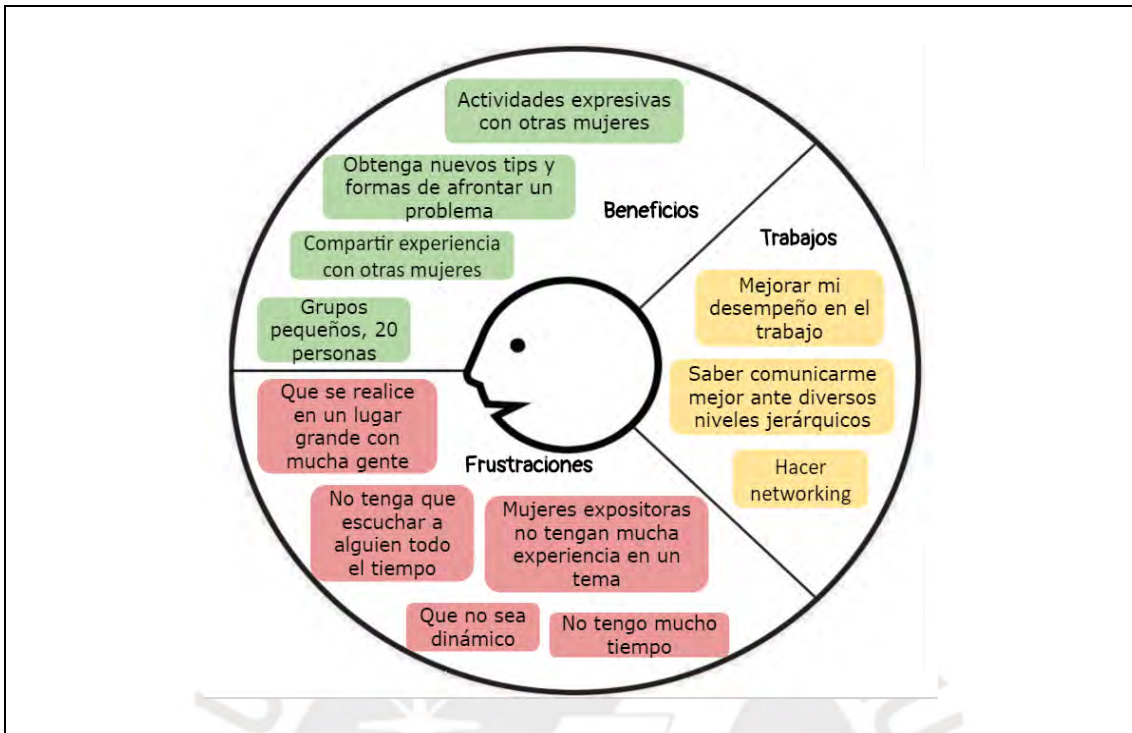 Actividades expresivas
con otras mujeres
Obtenga nuevos tips y
formas de afrontar un
problema
Beneficios
Compartir experiencia
con otras mujeres
Grupos
pequeños, 20
personas
Trabajos
Mejorar mi
desempeño en el
trabajo
Saber comunicarme
mejor ante diversos
niveles jerárquicos
Hacer
networking
Frustraciones
Que se realice
en un lugar
grande con
mucha gente
No tenga que
escuchar a
alguien todo
el tiempo
Mujeres expositoras
no tengan mucha
experiencia en un
tema
Que no sea
dinámico
No tengo mucho
tiempo